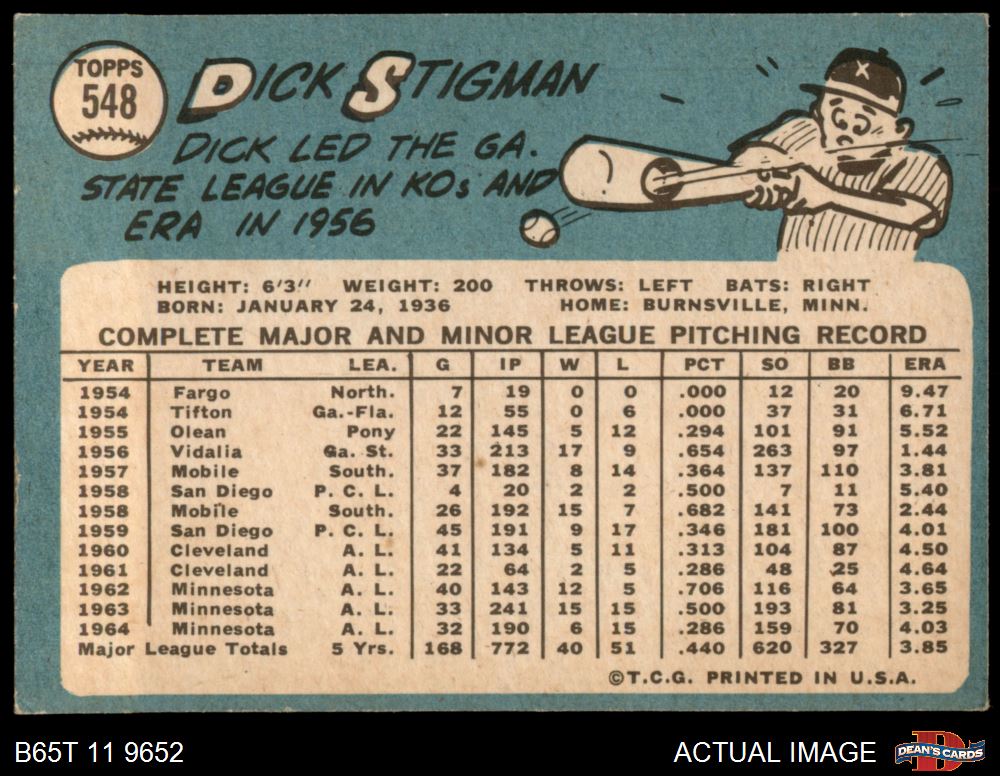 TOPPS
548
DICK STIGMAN
DICK LED THE GA.
STATE LEAGUE IN KOs AND
ERA IN 1956
X
HEIGHT: 6'3" WEIGHT: 200 THROWS: LEFT BATS: RIGHT
BORN: JANUARY 24, 1936 HOME: BURNSVILLE, MINN.
COMPLETE MAJOR AND MINOR LEAGUE PITCHING RECORD
YEAR TEAM LEA. G IP W L PCT SO BB ERA
1954 Fargo North. 7 19 0 0 .000 12 20 9.47
1954 Tifton Ga.-Fla. 12 55 0 6 .000 37 31 6.71
1955 Olean Pony 22 145 5 12 .294 101 91 5.52
1956 Vidalia Ga. St. 33 213 17 9 .654 263 97 1.44
1957 Mobile South. 37 182 8 14 .364 137 110 3.81
1958 San Diego P. C. L. 4 20 2 2 .500 7 11 5.40
1958 Mobile South. 26 192 15 7 .682 141 73 2.44
1959 San Diego P. C. L. 45 191 9 17 .346 181 100 4.01
1960 Cleveland A. L. 41 134 5 11 .313 104 87 4.50
1961 Cleveland A. L. 22 64 2 5 .286 48 25 4.64
1962 Minnesota A. L. 40 143 12 5 .706 116 64 3.65
1963 Minnesota A. L. 33 241 15 15 .500 193 81 3.25
1964 Minnesota A. L. 32 190 6 15 .286 159 70 4.03
Major League Totals 5 Yrs. 168 772 40 51 .440 620 327 3.85
©T.C.G. PRINTED IN U.S.A.
B65T 11 9652 ACTUAL IMAGE D DEAN'S CARDS